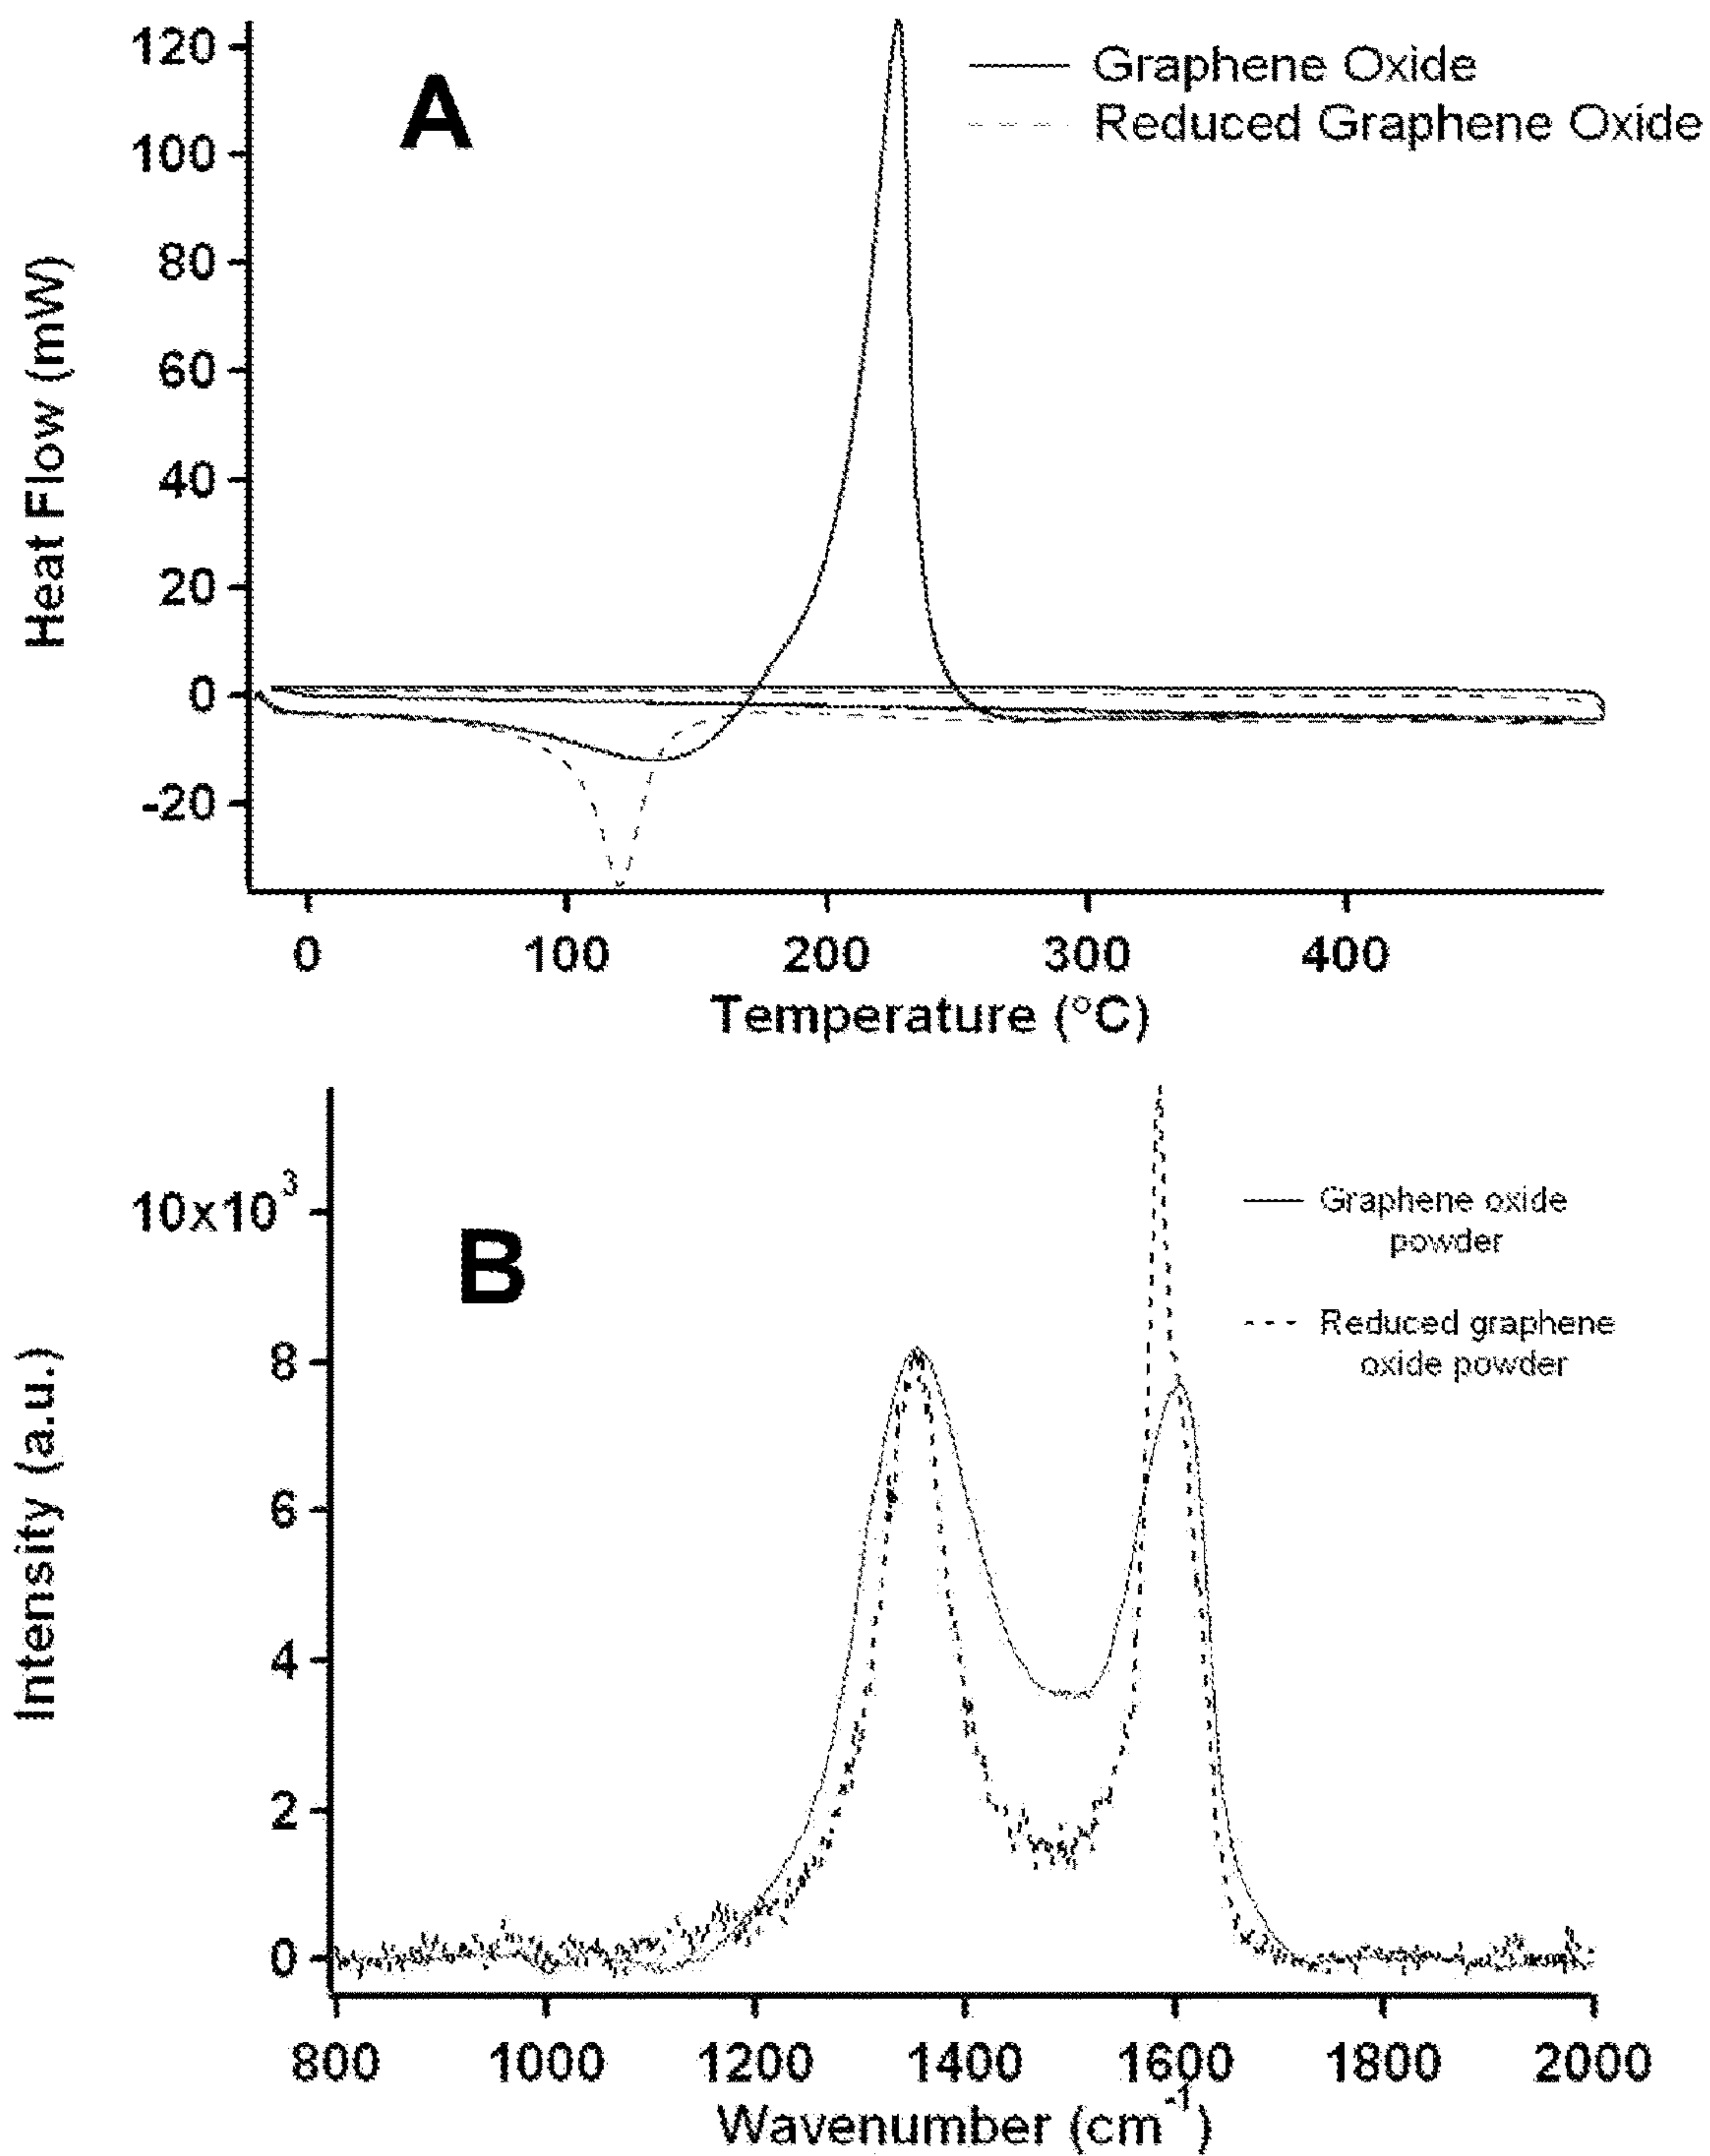 120
A
Graphene Oxide
Reduced Graphene Oxide
100
80
60
40
20
0
-20
Heat Flow (mW)
0 100 200 300 400
Temperature (°C)
10x10³
B
Graphene oxide
powder
Reduced graphene
oxide powder
8
6
4
2
0
Intensity (a.u.)
800 1000 1200 1400 1600 1800 2000
Wavenumber (cm⁻¹)